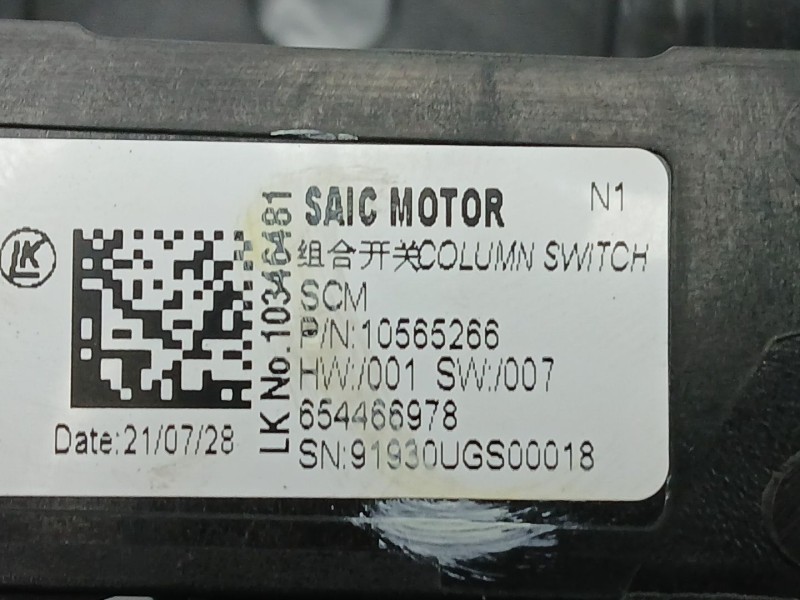 SAIC MOTOR
N1
组合开关COLUMN SWITCH
SCM
P/N:10565266
HW:/001 SW:/007
654466978
SN:91930UGS00018
LK No.10346481
LK
Date:21/07/28